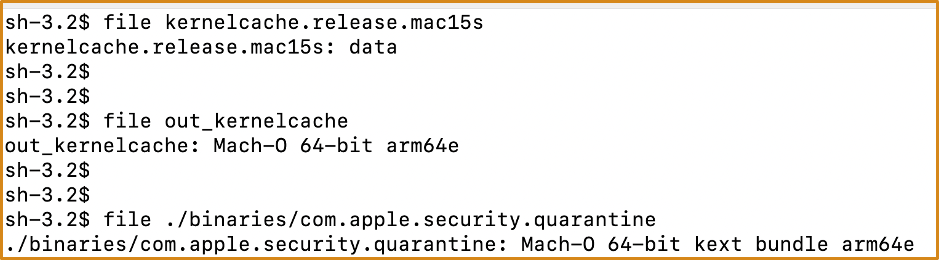 sh-3.2$ file kernelcache.release.mac15s
kernelcache.release.mac15s: data
sh-3.2$
sh-3.2$
sh-3.2$ file out_kernelcache
out_kernelcache: Mach-O 64-bit arm64e
sh-3.2$
sh-3.2$
sh-3.2$ file ./binaries/com.apple.security.quarantine
./binaries/com.apple.security.quarantine: Mach-O 64-bit kext bundle arm64e